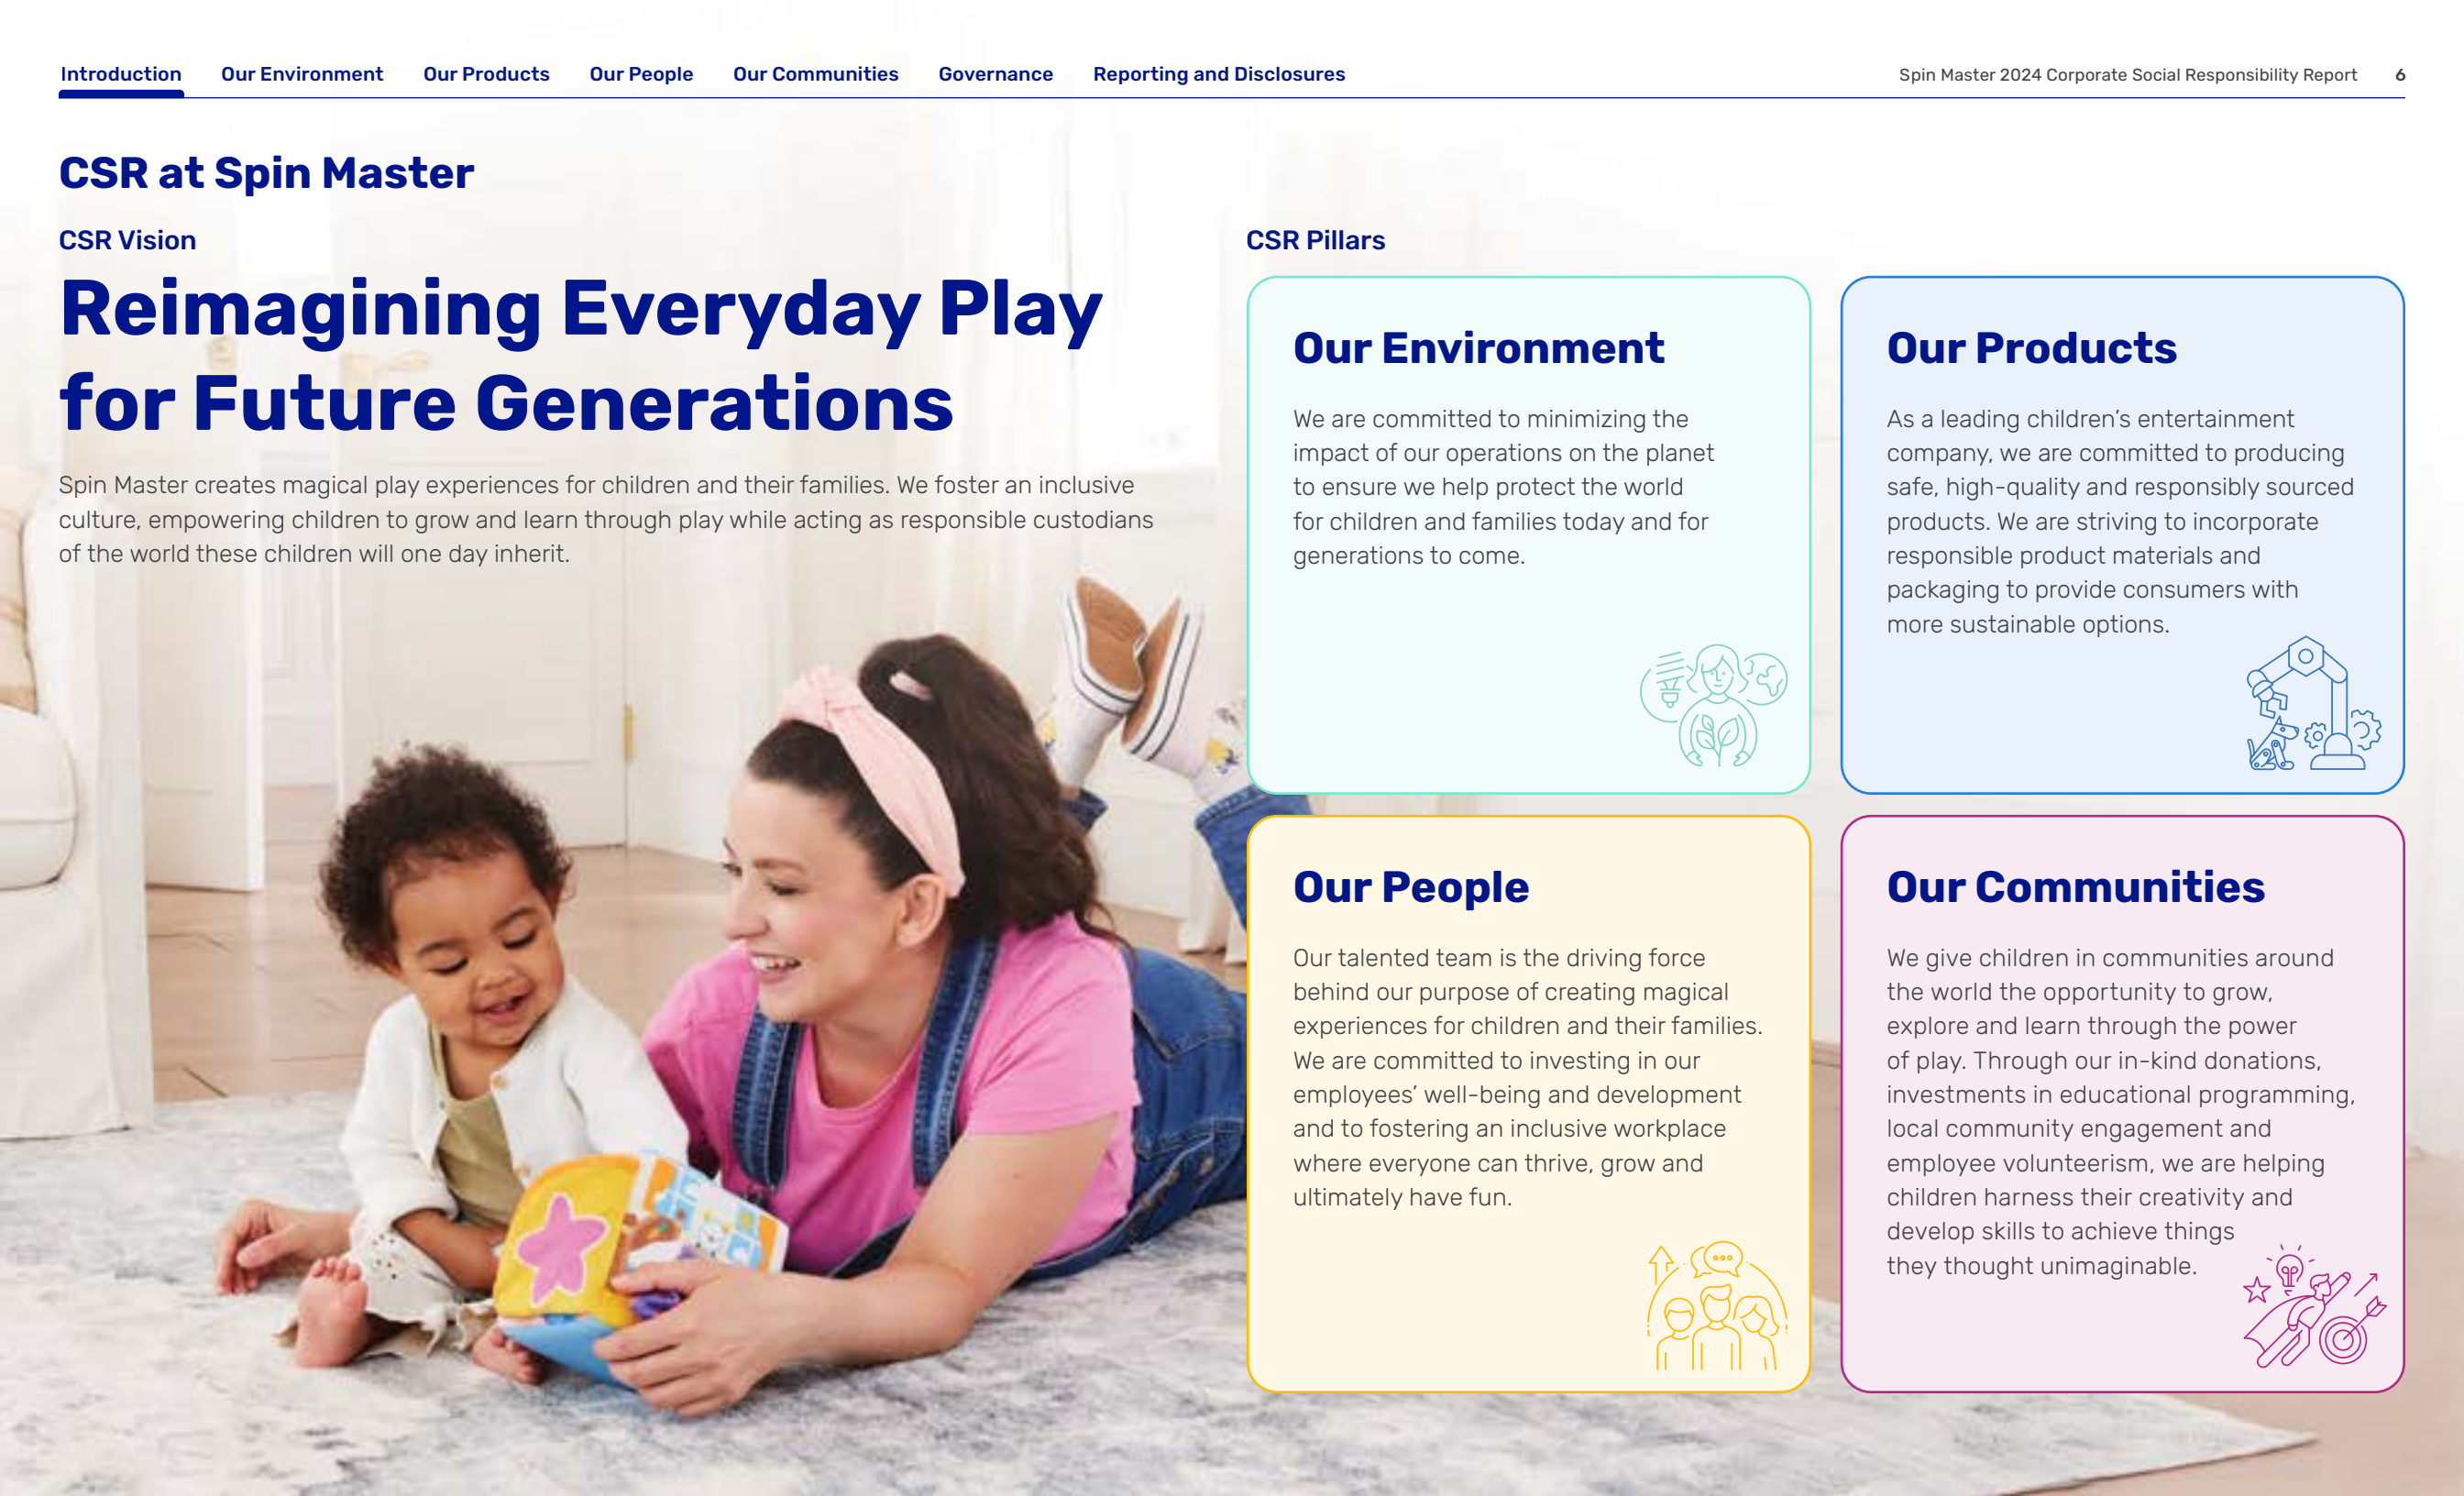 Introduction Our Environment Our Products Our People Our Communities Governance Reporting and Disclosures
Spin Master 2024 Corporate Social Responsibility Report 6
CSR at Spin Master
CSR Vision
Reimagining Everyday Play
for Future Generations
Spin Master creates magical play experiences for children and their families. We foster an inclusive
culture, empowering children to grow and learn through play while acting as responsible custodians
of the world these children will one day inherit.
CSR Pillars
Our Environment
We are committed to minimizing the
impact of our operations on the planet
to ensure we help protect the world
for children and families today and for
generations to come.
Our Products
As a leading children’s entertainment
company, we are committed to producing
safe, high-quality and responsibly sourced
products. We are striving to incorporate
responsible product materials and
packaging to provide consumers with
more sustainable options.
Our People
Our talented team is the driving force
behind our purpose of creating magical
experiences for children and their families.
We are committed to investing in our
employees’ well-being and development
and to fostering an inclusive workplace
where everyone can thrive, grow and
ultimately have fun.
Our Communities
We give children in communities around
the world the opportunity to grow,
explore and learn through the power
of play. Through our in-kind donations,
investments in educational programming,
local community engagement and
employee volunteerism, we are helping
children harness their creativity and
develop skills to achieve things
they thought unimaginable.